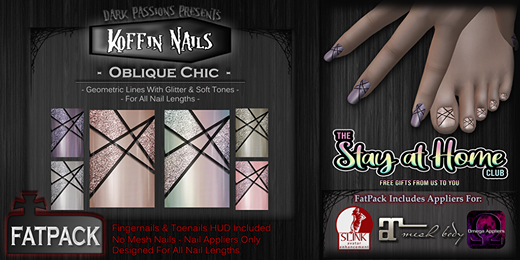 Dark Passions Presents
Koffin Nails
- Oblique Chic -
- Geometric Lines With Glitter & Soft Tones -
- For All Nail Lengths -
FATPACK
Fingernails & Toenails HUD Included
No Mesh Nails - Nail Appliers Only
Designed For All Nail Lengths
THE
Stay at Home
CLUB
FREE GIFTS FROM US TO YOU
FatPack Includes Appliers For:
SLINK
avatar enhancement
mesh body
Omega Appliers